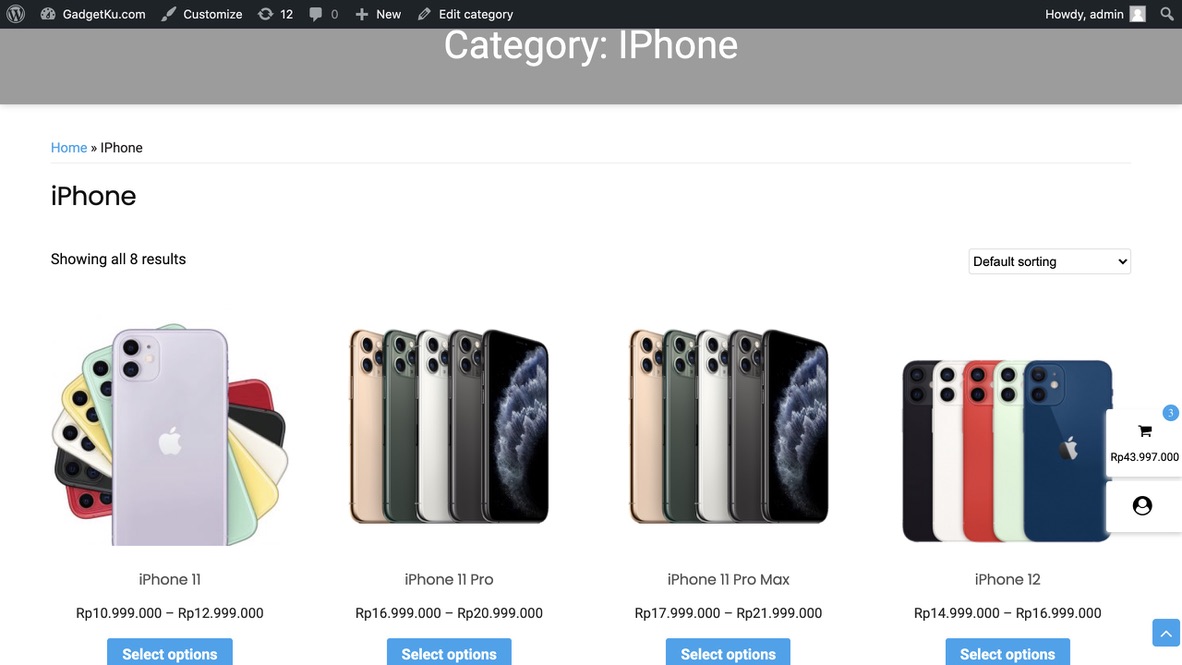 GadgetKu.com Customize 12 0 New Edit category Howdy, admin
Category: IPhone
Home » IPhone
iPhone
Showing all 8 results
Default sorting
3
Rp43.997.000
iPhone 11 iPhone 11 Pro iPhone 11 Pro Max iPhone 12
Rp10.999.000 – Rp12.999.000 Rp16.999.000 – Rp20.999.000 Rp17.999.000 – Rp21.999.000 Rp14.999.000 – Rp16.999.000
Select options Select options Select options Select options